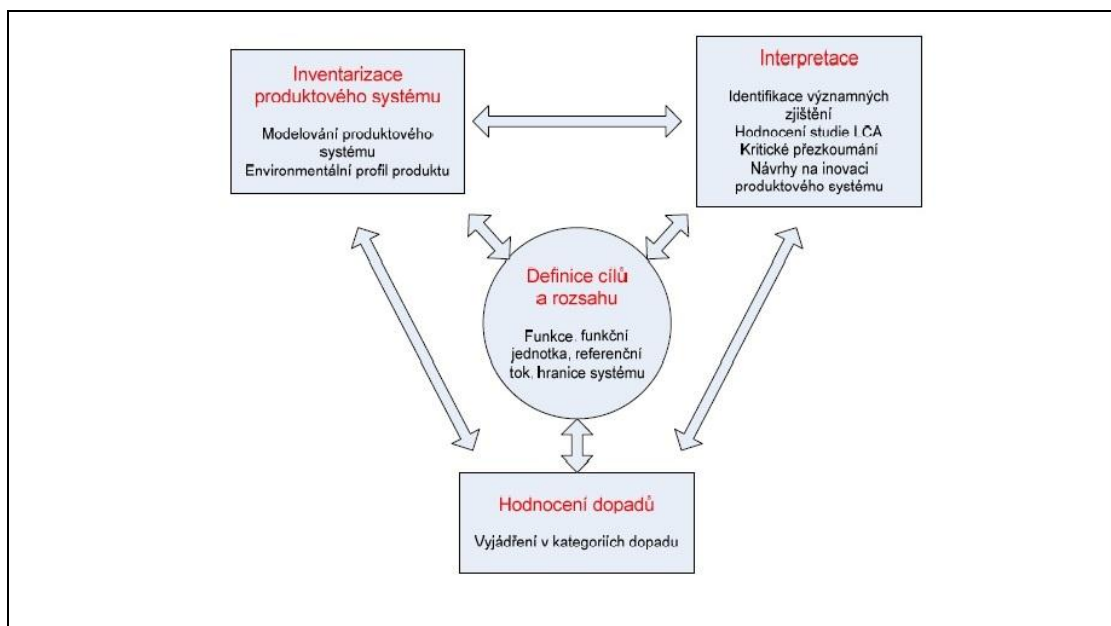 Inventarizace
produktového systému
Modelování produktového
systému
Environmentální profil produktu
Interpretace
Identifikace významných
zjištění
Hodnocení studie LCA
Kritické přezkoumání
Návrhy na inovaci
produktového systému
Definice cílů
a rozsahu
Funkce, funkční
jednotka, referenční
tok, hranice systému
Hodnocení dopadů
Vyjádření v kategoriích dopadu